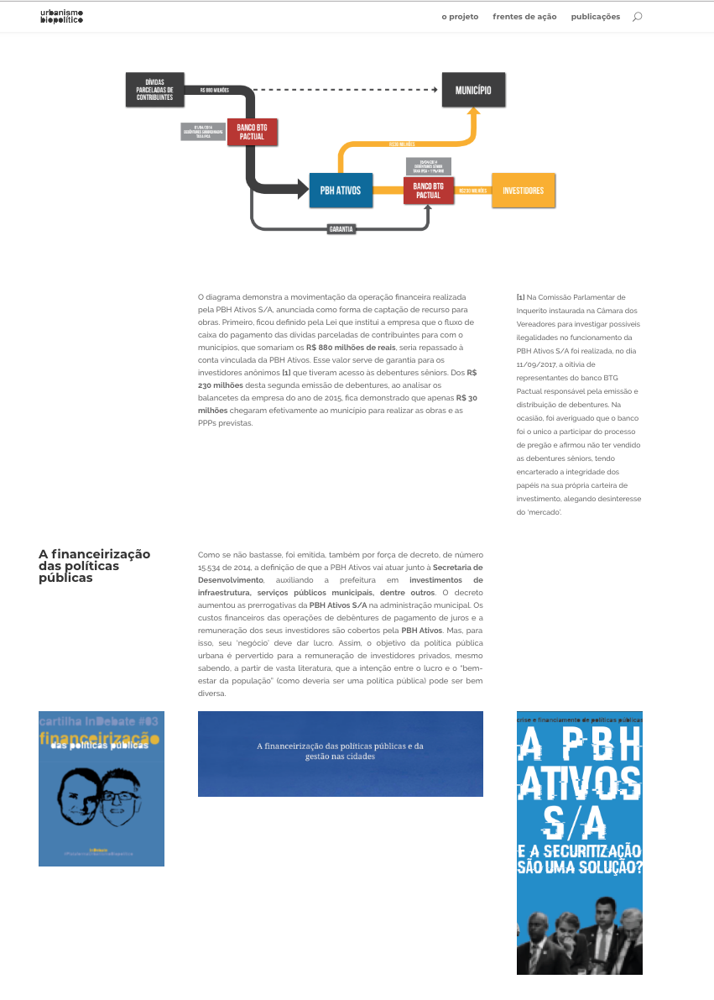 urbanismo
biopolítico
o projeto
frentes de ação
publicações
DÍVIDAS
PARCELADAS DE
CONTRIBUINTES
R$ 880 MILHÕES
MUNICÍPIO
BANCO BTG
PACTUAL
R$230 MILHÕES
PBH ATIVOS
BANCO BTG
PACTUAL
R$230 MILHÕES
INVESTIDORES
GARANTIA
O diagrama demonstra a movimentação da operação financeira realizada
pela PBH Ativos S/A, anunciada como forma de captação de recurso para
obras. Primeiro, ficou definido pela Lei que institui a empresa que o fluxo de
caixa do pagamento das dívidas parceladas de contribuintes para com o
municípios, que somariam os R$ 880 milhões de reais, seria repassado à
conta vinculada da PBH Ativos. Esse valor serve de garantia para os
investidores anônimos [1] que tiveram acesso às debentures sêniors. Dos R$
230 milhões desta segunda emissão de debentures, ao analisar os
balancetes da empresa do ano de 2015, fica demonstrado que apenas R$ 30
milhões chegaram efetivamente ao município para realizar as obras e as
PPPs previstas.
[1] Na Comissão Parlamentar de
Inquerito instaurada na Câmara dos
Vereadores para investigar possíveis
ilegalidades no funcionamento da
PBH Ativos S/A foi realizada, no dia
11/09/2017, a oitívia de
representantes do banco BTG
Pactual responsável pela emissão e
distribuição de debentures. Na
ocasião, foi averiguado que o banco
foi o unico a participar do processo
de pregão e afirmou não ter vendido
as debentures sêniors, tendo
encarterado a integridade dos
papéis na sua própria carteira de
investimento, alegando desinteresse
do 'mercado'.
A financeirização
das políticas
públicas
Como se não bastasse, foi emitida, também por força de decreto, de número
15.534 de 2014, a definição de que a PBH Ativos vai atuar junto à Secretaria de
Desenvolvimento, auxiliando a prefeitura em investimentos de
infraestrutura, serviços públicos municipais, dentre outros. O decreto
aumentou as prerrogativas da PBH Ativos S/A na administração municipal. Os
custos financeiros das operações de debêntures de pagamento de juros e a
remuneração dos seus investidores são cobertos pela PBH Ativos. Mas, para
isso, seu 'negócio' deve dar lucro. Assim, o objetivo da política pública
urbana é pervertido para a remuneração de investidores privados, mesmo
sabendo, a partir de vasta literatura, que a intenção entre o lucro e o "bem-
estar da população" (como deveria ser uma política pública) pode ser bem
diversa.
cartilha InDebate #03
financeirização
das políticas públicas
InDebate
A financeirização das políticas públicas e da
gestão nas cidades
crise e financiamento de políticas públicas
A PBH
ATIVOS
S/A
E A SECURITIZAÇÃO
SÃO UMA SOLUÇÃO?